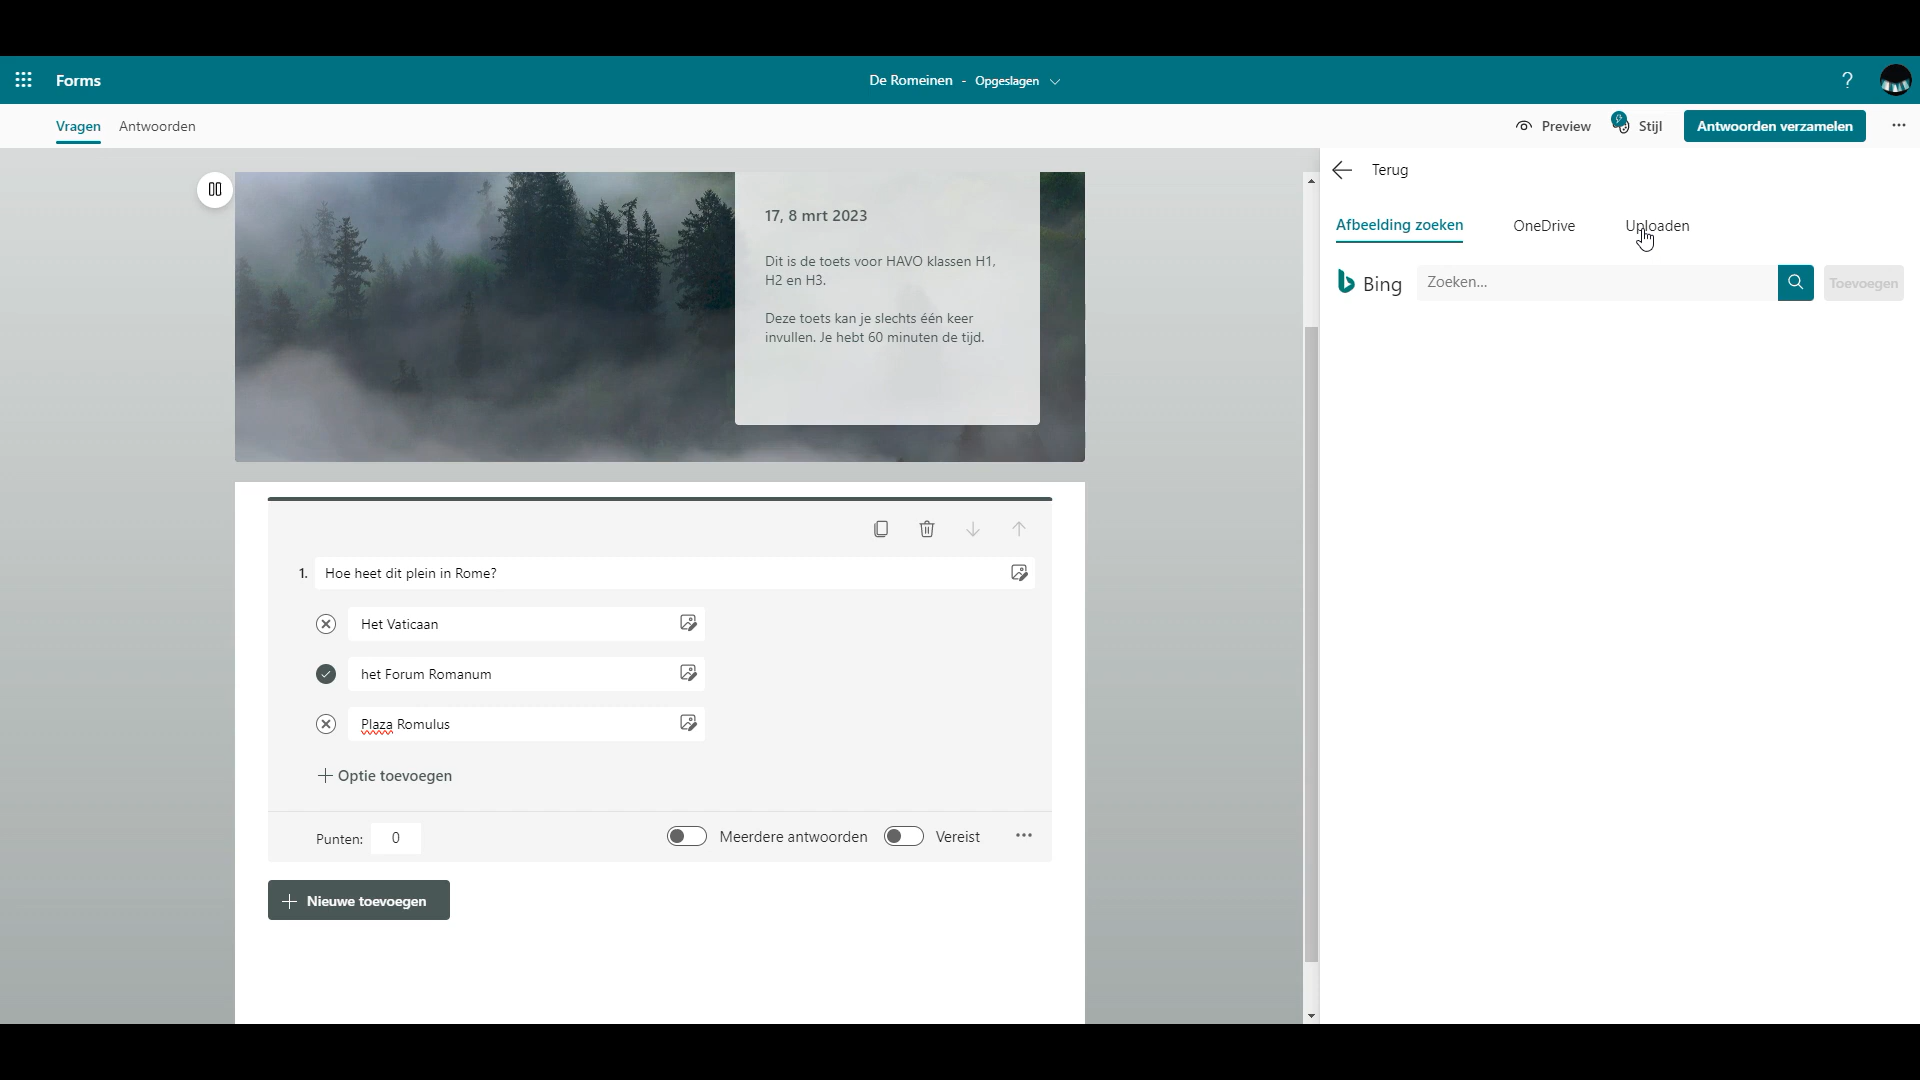 Forms
De Romeinen - Opgeslagen
?
Vragen Antwoorden
Preview Stijl Antwoorden verzamelen ...
Terug
Afbeelding zoeken OneDrive Uploaden
Bing Zoeken... Toevoegen
17, 8 mrt 2023
Dit is de toets voor HAVO klassen H1,
H2 en H3.
Deze toets kan je slechts één keer
invullen. Je hebt 60 minuten de tijd.
1. Hoe heet dit plein in Rome?
Het Vaticaan
het Forum Romanum
Plaza Romulus
+ Optie toevoegen
Punten: 0 Meerdere antwoorden Vereist ...
+ Nieuwe toevoegen